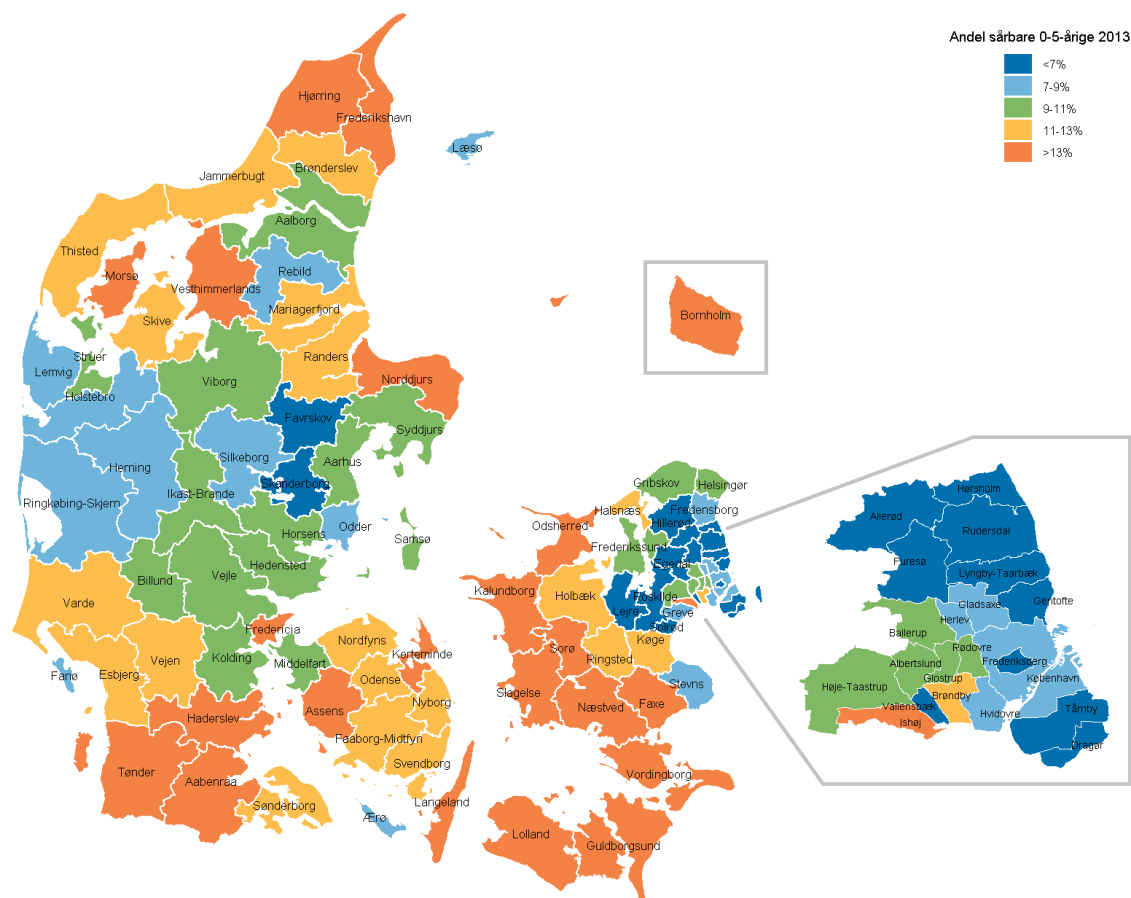 Andel sårbare 0-5-årige 2013
<7%
7-9%
9-11%
11-13%
>13%
Hjørring
Frederikshavn
Læsø
Brønderslev
Jammerbugt
Aalborg
Thisted
Rebild
Morsø
Vesthimmerlands
Mariagerfjord
Bornholm
Skive
Struer
Randers
Lemvig
Viborg
Norddjurs
Holstebro
Favrskov
Syddjurs
Silkeborg
Aarhus
Herning
Skanderborg
Ikast-Brande
Ringkøbing-Skjern
Odder
Horsens
Samsø
Hedensted
Billund
Vejle
Varde
Fredericia
Nordfyns
Kolding
Middelfart
Kerteminde
Vejen
Esbjerg
Fanø
Odense
Nyborg
Assens
Haderslev
Faaborg-Midtfyn
Svendborg
Tønder
Aabenraa
Sønderborg
Langeland
Ærø
Gribskov
Helsingør
Halsnæs
Fredensborg
Hillerød
Odsherred
Frederikssund
Egedal
Kalundborg
Holbæk
Roskilde
Lejre
Greve
Solrød
Køge
Sorø
Ringsted
Stevns
Slagelse
Næstved
Faxe
Vordingborg
Lolland
Guldborgsund
Hørsholm
Allerød
Rudersdal
Furesø
Lyngby-Taarbæk
Gentofte
Gladsaxe
Herlev
Ballerup
Rødovre
Albertslund
Frederiksberg
Glostrup
København
Høje-Taastrup
Brøndby
Vallensbæk
Hvidovre
Tårnby
Ishøj
Dragør